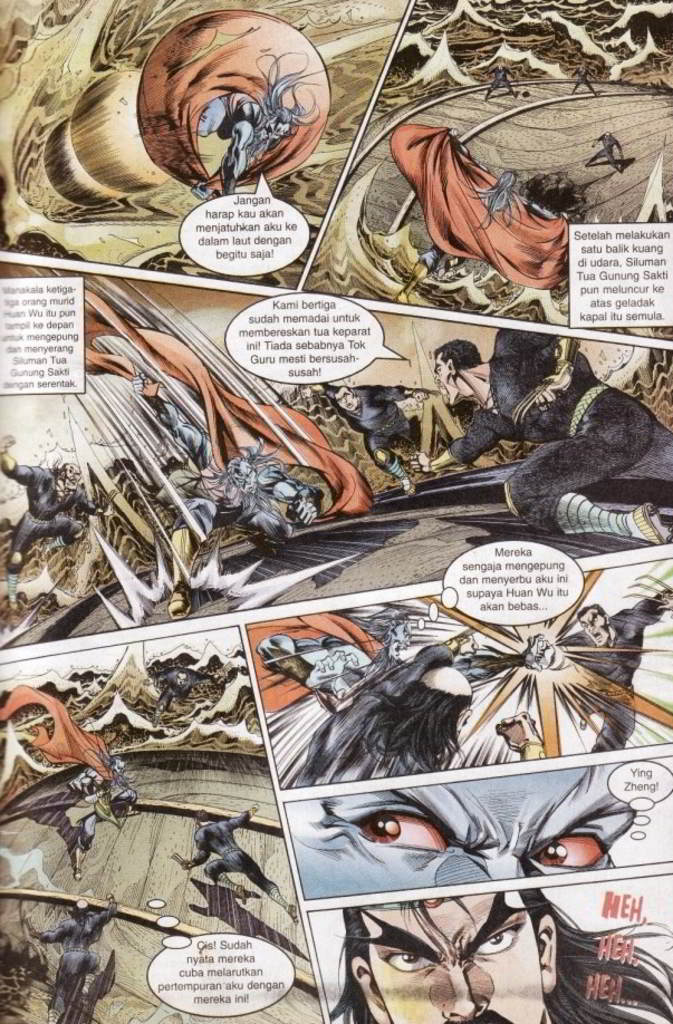 Jangan
harap kau akan
menjatuhkan aku ke
dalam laut dengan
begitu saja!
Setelah melakukan
satu balik kuang
di udara, Siluman
Tua Gunung Sakti
pun meluncur ke
atas geladak
kapal itu semula.
Manakala ketiga-
tiga orang murid
Huan Wu itu pun
tampil ke depan
untuk mengepung
dan menyerang
Siluman Tua
Gunung Sakti
dengan serentak.
Kami bertiga
sudah memadai untuk
membereskan tua keparat
ini! Tiada sebabnya Tok
Guru mesti bersusah-
susah!
Mereka
sengaja mengepung
dan menyerbu aku ini
supaya Huan Wu itu
akan bebas...
Ying
Zheng!
Cis! Sudah
nyata mereka
cuba melarutkan
pertempuran aku dengan
mereka ini!
HEH,
HEH,
HEH...